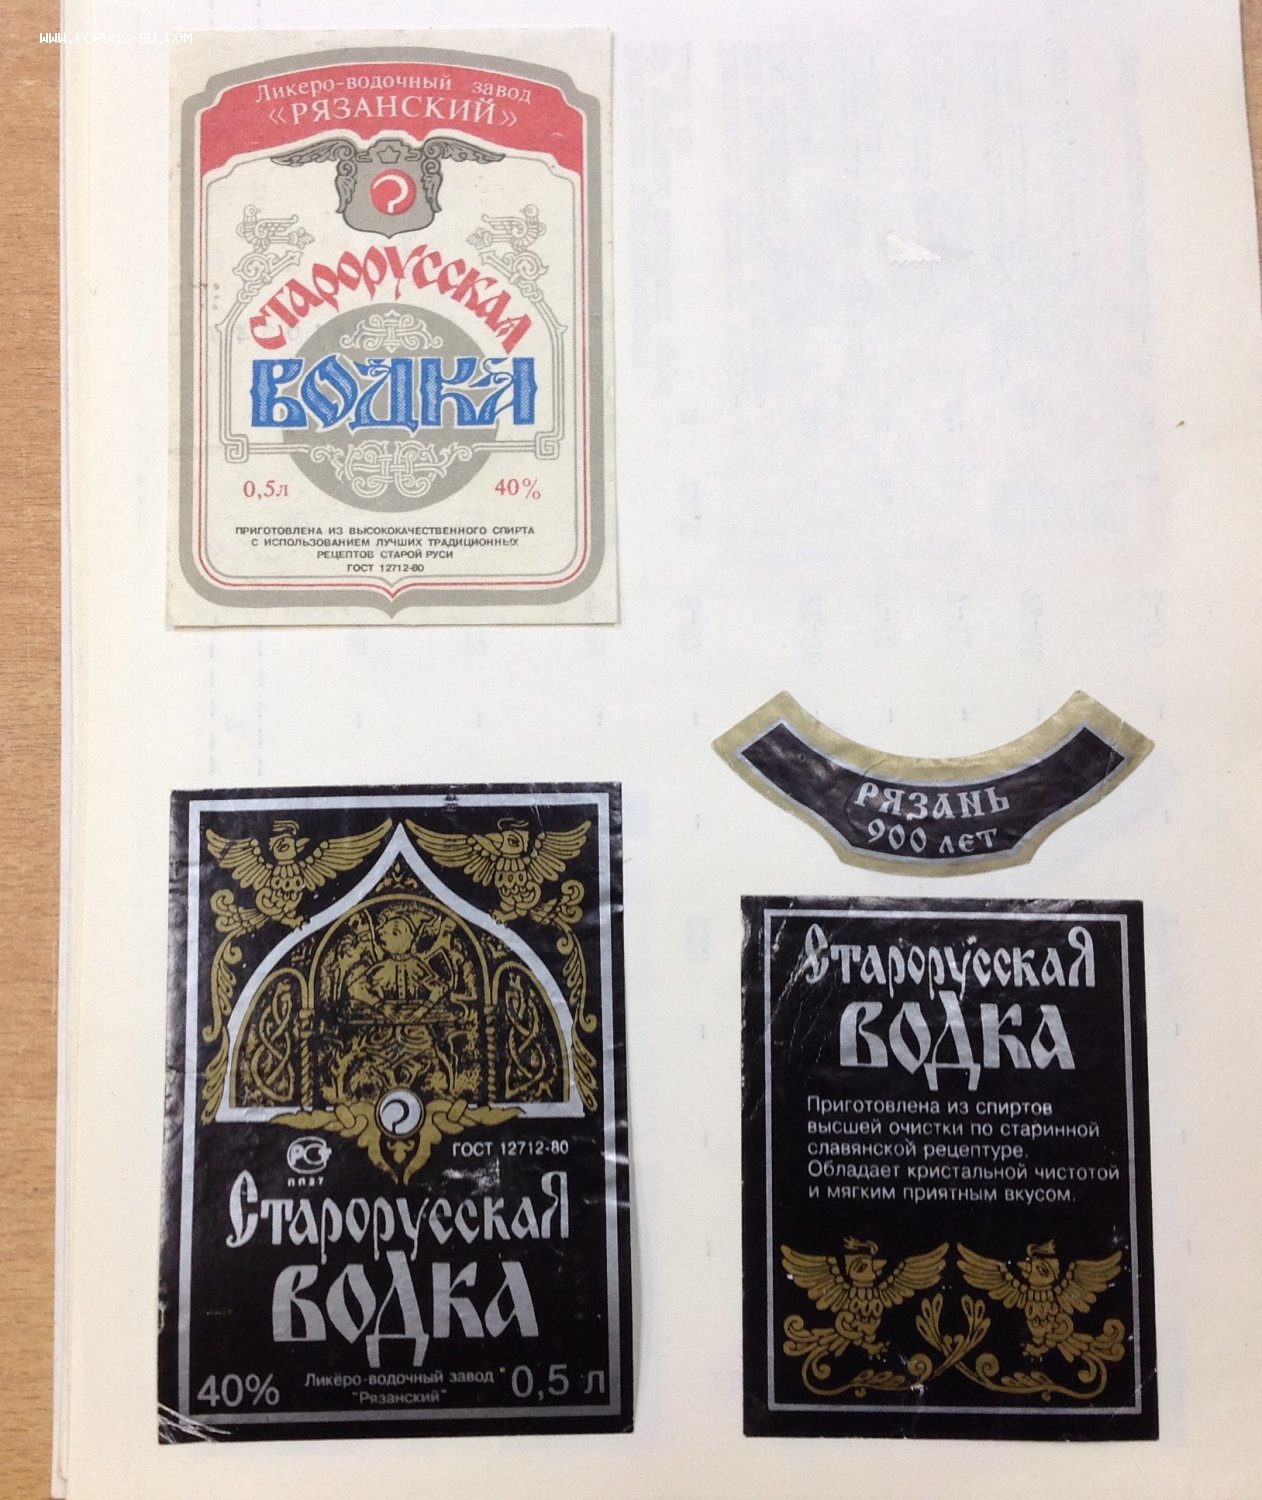 www.forums-su.com
Ликеро-водочный завод
«РЯЗАНСКИЙ»
СТАРОРУССКАЯ
ВОДКА
0,5л 40%
ПРИГОТОВЛЕНА ИЗ ВЫСОКОКАЧЕСТВЕННОГО СПИРТА
С ИСПОЛЬЗОВАНИЕМ ЛУЧШИХ ТРАДИЦИОННЫХ
РЕЦЕПТОВ СТАРОЙ РУСИ
ГОСТ 12712-80
РЯЗАНЬ
900 ЛЕТ
РСТ
ПП27
ГОСТ 12712-80
СтарорусскаЯ
ВОДКА
40% Ликёро-водочный завод 0,5 л
"Рязанский"
СтарорусскаЯ
ВОДКА
Приготовлена из спиртов
высшей очистки по старинной
славянской рецептуре.
Обладает кристальной чистотой
и мягким приятным вкусом.